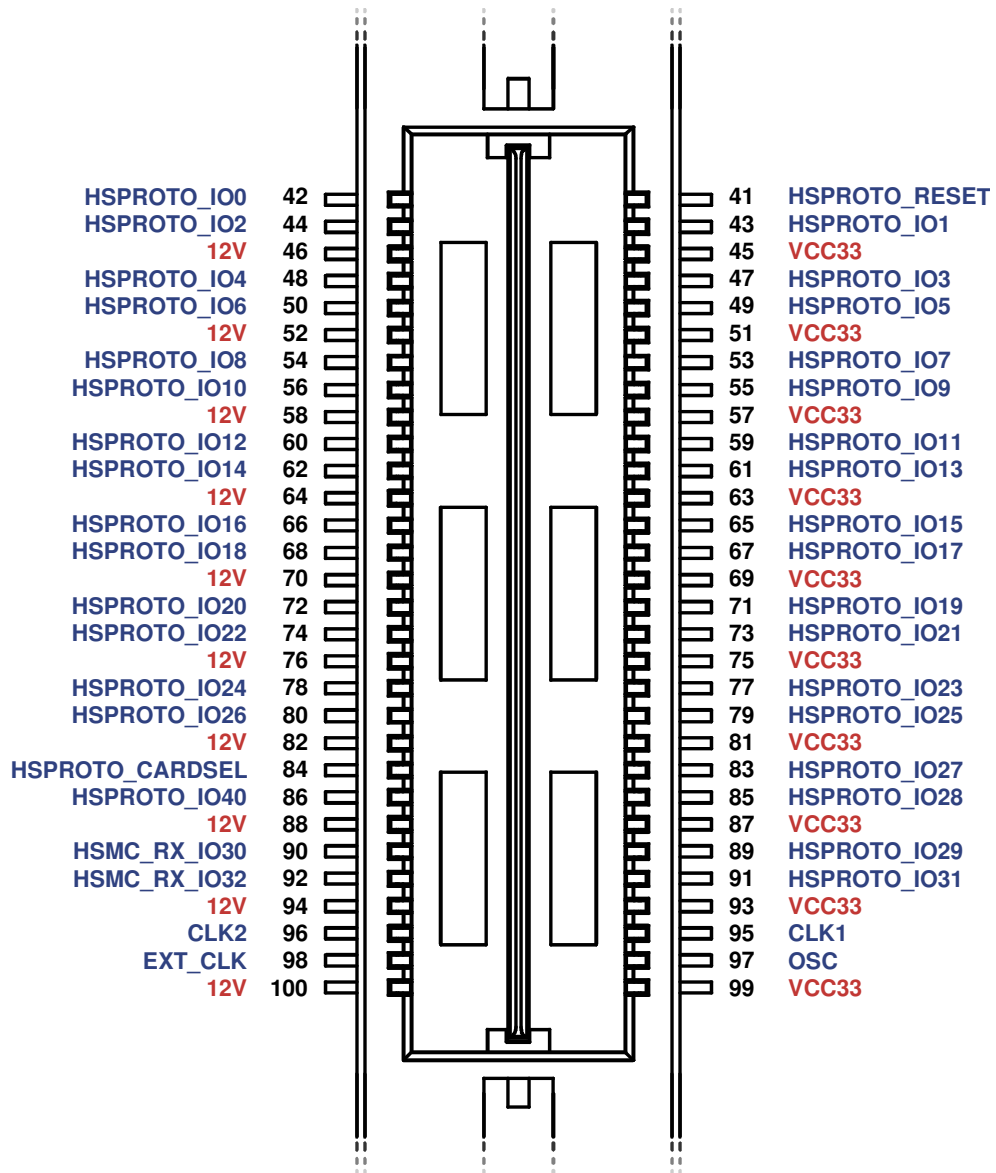 HSPROTO_IO0 42 41 HSPROTO_RESET
HSPROTO_IO2 44 43 HSPROTO_IO1
12V 46 45 VCC33
HSPROTO_IO4 48 47 HSPROTO_IO3
HSPROTO_IO6 50 49 HSPROTO_IO5
12V 52 51 VCC33
HSPROTO_IO8 54 53 HSPROTO_IO7
HSPROTO_IO10 56 55 HSPROTO_IO9
12V 58 57 VCC33
HSPROTO_IO12 60 59 HSPROTO_IO11
HSPROTO_IO14 62 61 HSPROTO_IO13
12V 64 63 VCC33
HSPROTO_IO16 66 65 HSPROTO_IO15
HSPROTO_IO18 68 67 HSPROTO_IO17
12V 70 69 VCC33
HSPROTO_IO20 72 71 HSPROTO_IO19
HSPROTO_IO22 74 73 HSPROTO_IO21
12V 76 75 VCC33
HSPROTO_IO24 78 77 HSPROTO_IO23
HSPROTO_IO26 80 79 HSPROTO_IO25
12V 82 81 VCC33
HSPROTO_CARDSEL 84 83 HSPROTO_IO27
HSPROTO_IO40 86 85 HSPROTO_IO28
12V 88 87 VCC33
HSMC_RX_IO30 90 89 HSPROTO_IO29
HSMC_RX_IO32 92 91 HSPROTO_IO31
12V 94 93 VCC33
CLK2 96 95 CLK1
EXT_CLK 98 97 OSC
12V 100 99 VCC33